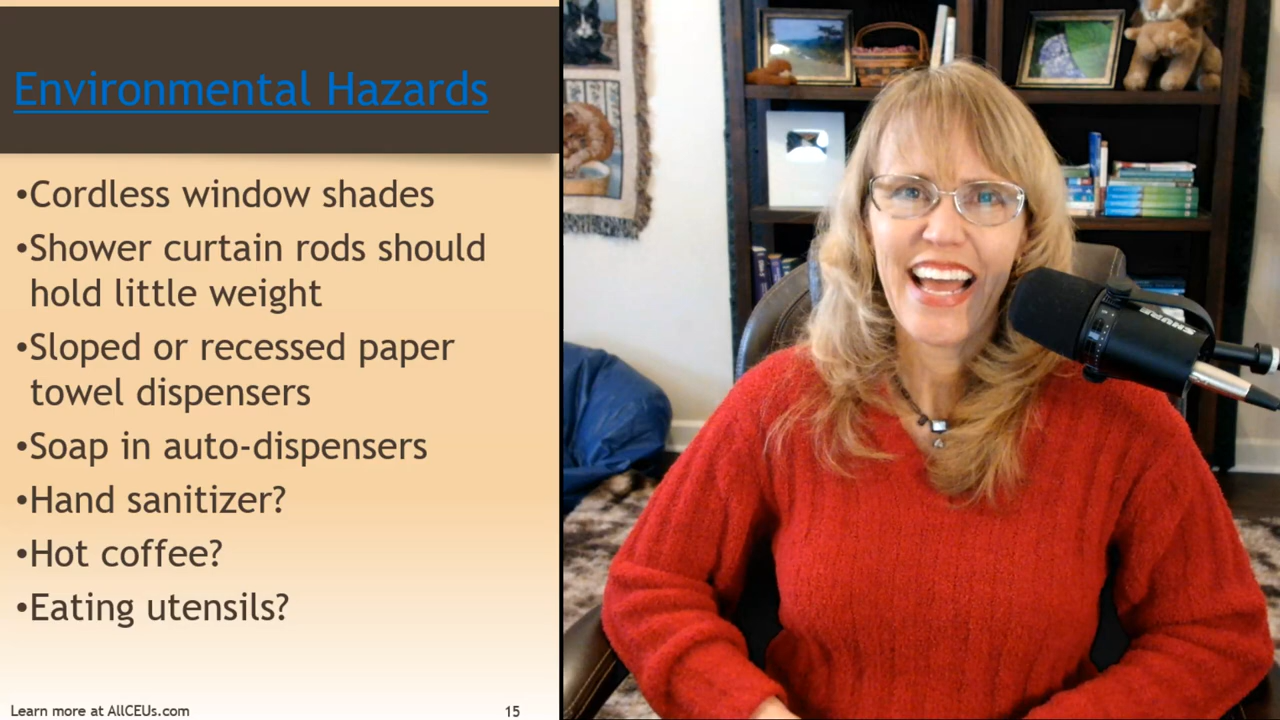 Environmental Hazards
•Cordless window shades
•Shower curtain rods should
hold little weight
•Sloped or recessed paper
towel dispensers
•Soap in auto-dispensers
•Hand sanitizer?
•Hot coffee?
•Eating utensils?
Learn more at AllCEUs.com
15
SHURE